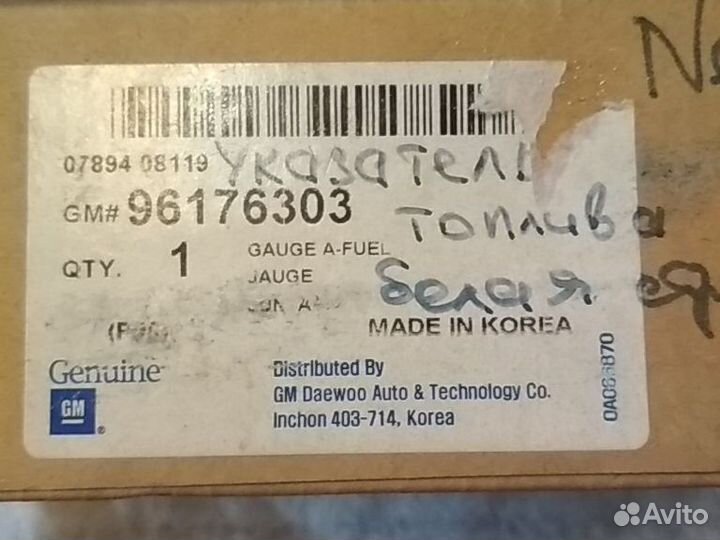 07894 08119 Указател
GM# 96176303
топлива
QTY. 1 GAUGE A-FUEL
JAUGE
белая
MADE IN KOREA
Genuine
GM
Distributed By
GM Daewoo Auto & Technology Co.
Inchon 403-714, Korea
Avito